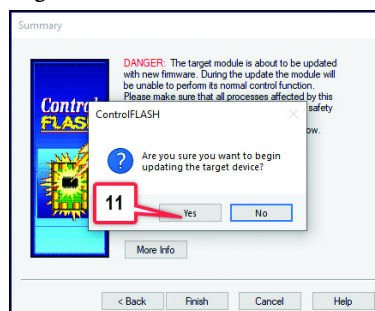 Summary
DANGER: The target module is about to be updated
with new firmware. During the update the module will
be unable to perform its normal control function.
Please make sure that all processes affected by this
safety
ow.
Control
FLAS
ControlFLASH
Are you sure you want to begin
updating the target device?
11
Yes
No
More Info
< Back
Finish
Cancel
Help